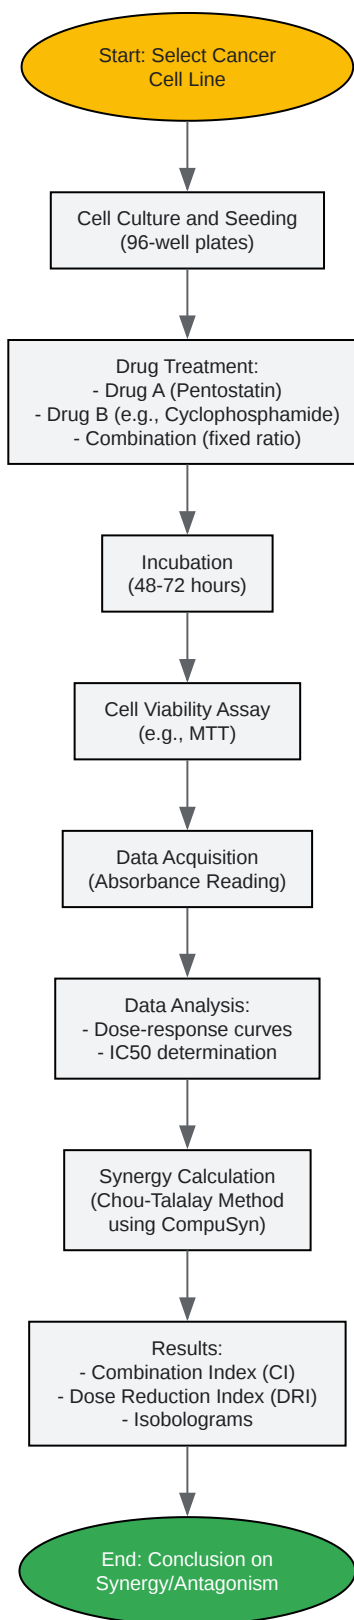 Start: Select Cancer
Cell Line
Cell Culture and Seeding
(96-well plates)
Drug Treatment:
- Drug A (Pentostatin)
- Drug B (e.g., Cyclophosphamide)
- Combination (fixed ratio)
Incubation
(48-72 hours)
Cell Viability Assay
(e.g., MTT)
Data Acquisition
(Absorbance Reading)
Data Analysis:
- Dose-response curves
- IC50 determination
Synergy Calculation
(Chou-Talalay Method
using CompuSyn)
Results:
- Combination Index (CI)
- Dose Reduction Index (DRI)
- Isobolograms
End: Conclusion on
Synergy/Antagonism